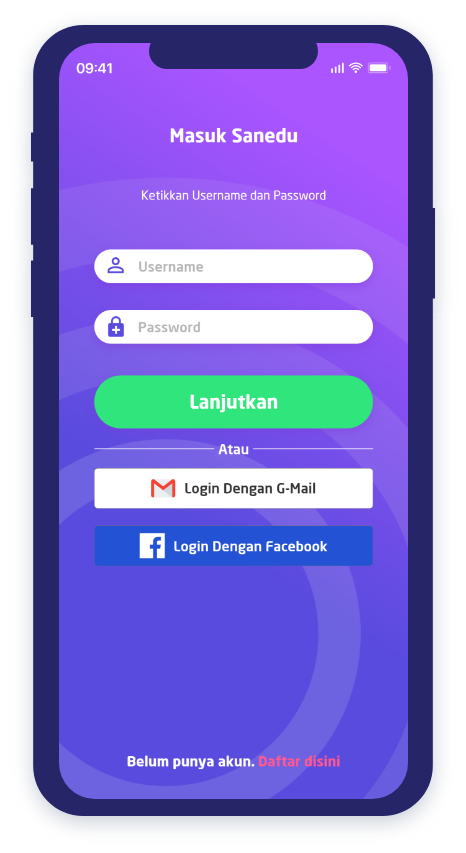 09:41
Masuk Sanedu
Ketikkan Username dan Password
Username
Password
Lanjutkan
Atau
Login Dengan G-Mail
Login Dengan Facebook
Belum punya akun. Daftar disini